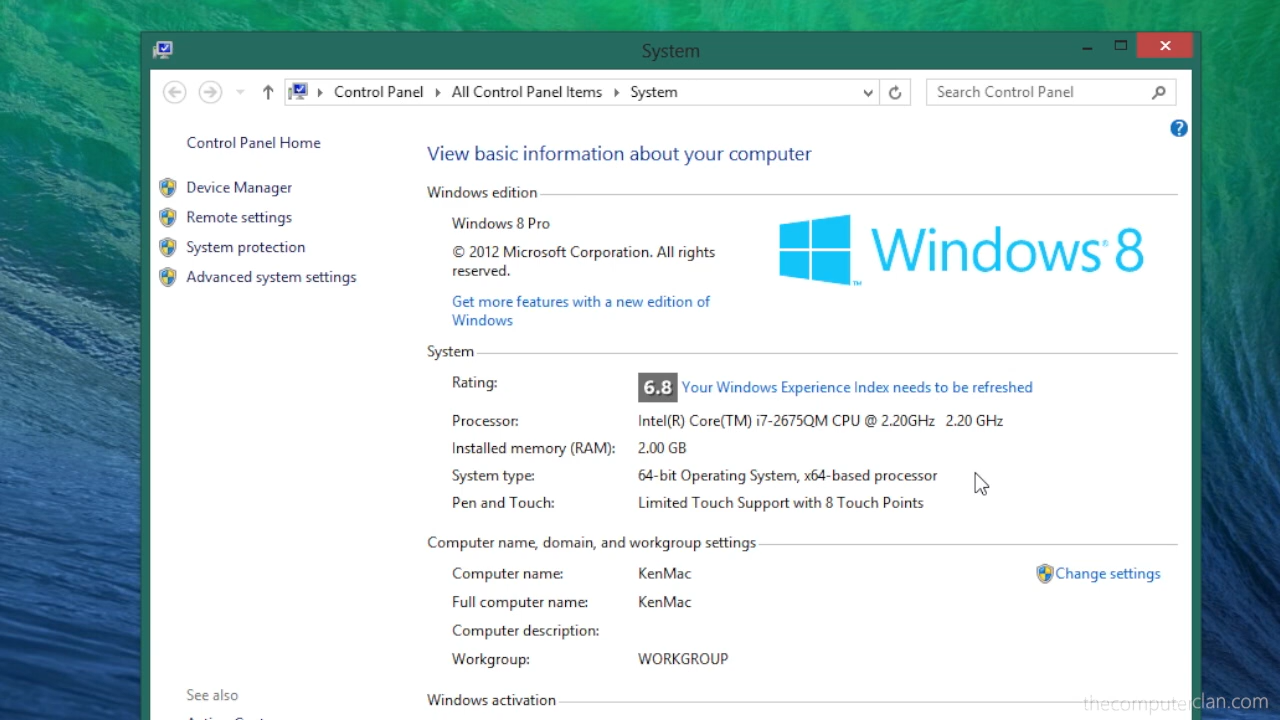 System
Control Panel
All Control Panel Items
System
Search Control Panel
?
Control Panel Home
Device Manager
Remote settings
System protection
Advanced system settings
See also
View basic information about your computer
Windows edition
Windows 8 Pro
© 2012 Microsoft Corporation. All rights
reserved.
Get more features with a new edition of
Windows
Windows® 8
™
System
Rating:
6.8 Your Windows Experience Index needs to be refreshed
Processor: Intel(R) Core(TM) i7-2675QM CPU @ 2.20GHz 2.20 GHz
Installed memory (RAM): 2.00 GB
System type: 64-bit Operating System, x64-based processor
Pen and Touch: Limited Touch Support with 8 Touch Points
Computer name, domain, and workgroup settings
Computer name: KenMac
Change settings
Full computer name: KenMac
Computer description:
Workgroup: WORKGROUP
Windows activation
thecomputerclan.com